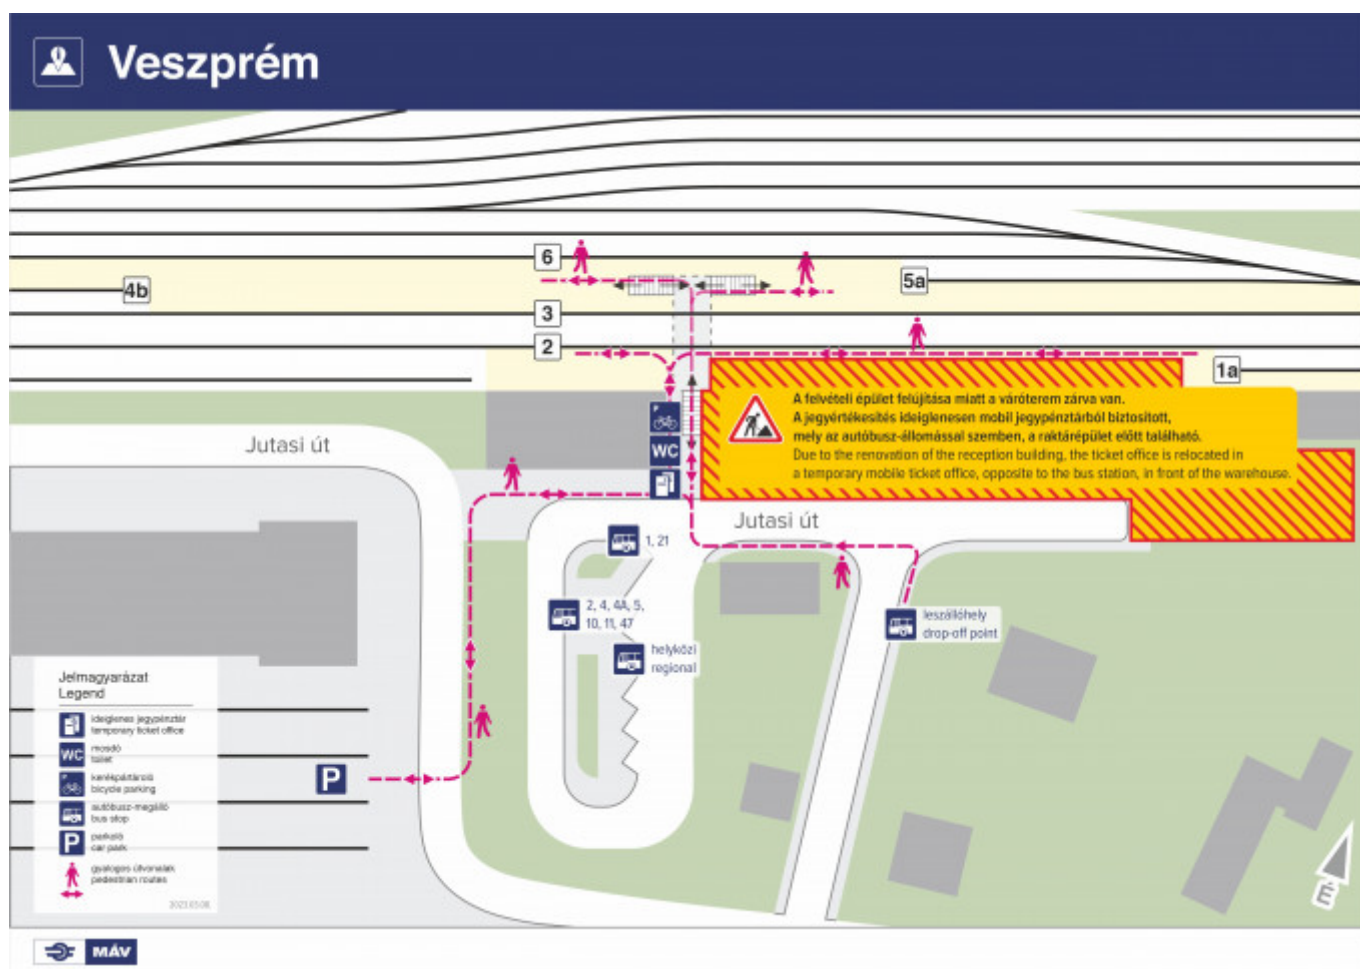 Veszprém
6
5a
4b
3
2
1a
A felvételi épület felújítása miatt a váróterem zárva van.
A jegyértékesítés ideiglenesen mobil jegypénztárból biztosított,
mely az autóbusz-állomással szemben, a raktárépület előtt található.
Due to the renovation of the reception building, the ticket office is relocated in
a temporary mobile ticket office, opposite to the bus station, in front of the warehouse.
P
WC
Jutasi út
Jutasi út
1, 21
2, 4, 4A, 5,
10, 11, 47
helyközi
regional
leszállóhely
drop-off point
P
Jelmagyarázat
Legend
ideiglenes jegypénztár
temporary ticket office
WC
mosdó
toilet
P
kerékpártároló
bicycle parking
autóbusz-megálló
bus stop
P
parkoló
car park
gyalogos útvonalak
pedestrian routes
É
MÁV